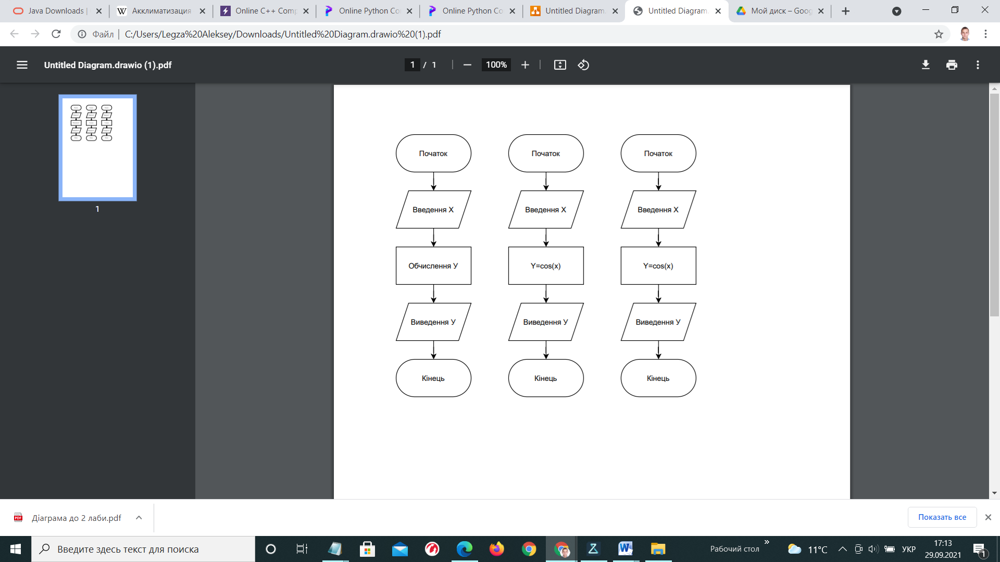 Java Downloads |
Акклиматизация
Online C++ Comp
Online Python Co
Online Python Co
Untitled Diagram.
Untitled Diagram.
Мой диск – Goog
Файл
C:/Users/Legza%20Aleksey/Downloads/Untitled%20Diagram.drawio%20(1).pdf
Untitled Diagram.drawio (1).pdf
1 / 1
100%
1
Початок
Початок
Початок
Введення X
Введення X
Введення X
Обчислення У
Y=cos(x)
Y=cos(x)
Виведення У
Виведення У
Виведення У
Кінець
Кінець
Кінець
Діаграма до 2 лаби.pdf
Показать все
Введите здесь текст для поиска
Рабочий стол
11°C
УКР
17:13
29.09.2021
1